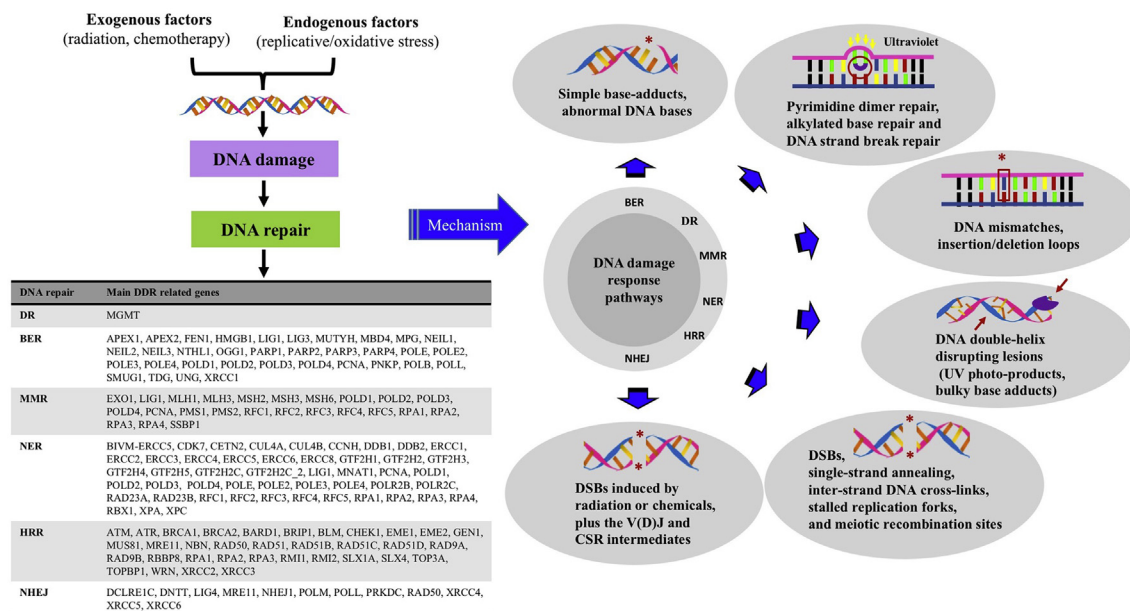 Exogenous factors
(radiation, chemotherapy)
Endogenous factors
(replicative/oxidative stress)
DNA damage
DNA repair
DNA repair Main DDR related genes
DR MGMT
BER APEX1, APEX2, FEN1, HMGB1, LIG1, LIG3, MUTYH, MBD4, MPG, NEIL1,
NEIL2, NEIL3, NTHL1, OGG1, PARP1, PARP2, PARP3, PARP4, POLE, POLE2,
POLE3, POLE4, POLD1, POLD2, POLD3, POLD4, PCNA, PNKP, POLB, POLL,
SMUG1, TDG, UNG, XRCC1
MMR EXO1, LIG1, MLH1, MLH3, MSH2, MSH3, MSH6, POLD1, POLD2, POLD3,
POLD4, PCNA, PMS1, PMS2, RFC1, RFC2, RFC3, RFC4, RFC5, RPA1, RPA2,
RPA3, RPA4, SSBP1
NER BIVM-ERCC5, CDK7, CETN2, CUL4A, CUL4B, CCNH, DDB1, DDB2, ERCC1,
ERCC2, ERCC3, ERCC4, ERCC5, ERCC6, ERCC8, GTF2H1, GTF2H2, GTF2H3,
GTF2H4, GTF2H5, GTF2H2C, GTF2H2C_2, LIG1, MNAT1, PCNA, POLD1,
POLD2, POLD3, POLD4, POLE, POLE2, POLE3, POLE4, POLR2B, POLR2C,
RAD23A, RAD23B, RFC1, RFC2, RFC3, RFC4, RFC5, RPA1, RPA2, RPA3, RPA4,
RBX1, XPA, XPC
HRR ATM, ATR, BRCA1, BRCA2, BARD1, BRIP1, BLM, CHEK1, EME1, EME2, GEN1,
MUS81, MRE11, NBN, RAD50, RAD51, RAD51B, RAD51C, RAD51D, RAD9A,
RAD9B, RBBP8, RPA1, RPA2, RPA3, RMI1, RMI2, SLX1A, SLX4, TOP3A,
TOPBP1, WRN, XRCC2, XRCC3
NHEJ DCLRE1C, DNTT, LIG4, MRE11, NHEJ1, POLM, POLL, PRKDC, RAD50, XRCC4,
XRCC5, XRCC6
Mechanism
DNA damage
response
pathways
BER
DR
MMR
NER
HRR
NHEJ
*
Simple base-adducts,
abnormal DNA bases
Ultraviolet
Pyrimidine dimer repair,
alkylated base repair and
DNA strand break repair
*
DNA mismatches,
insertion/deletion loops
DNA double-helix
disrupting lesions
(UV photo-products,
bulky base adducts)
*
*
DSBs,
single-strand annealing,
inter-strand DNA cross-links,
stalled replication forks,
and meiotic recombination sites
*
*
DSBs induced by
radiation or chemicals,
plus the V(D)J and
CSR intermediates